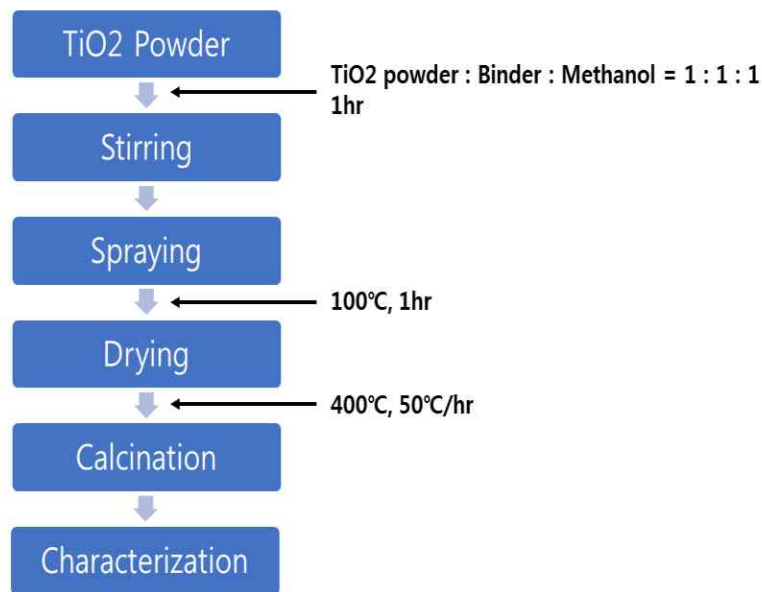 TiO2 Powder
TiO2 powder : Binder : Methanol = 1 : 1 : 1
1hr
Stirring
Spraying
100℃, 1hr
Drying
400℃, 50℃/hr
Calcination
Characterization